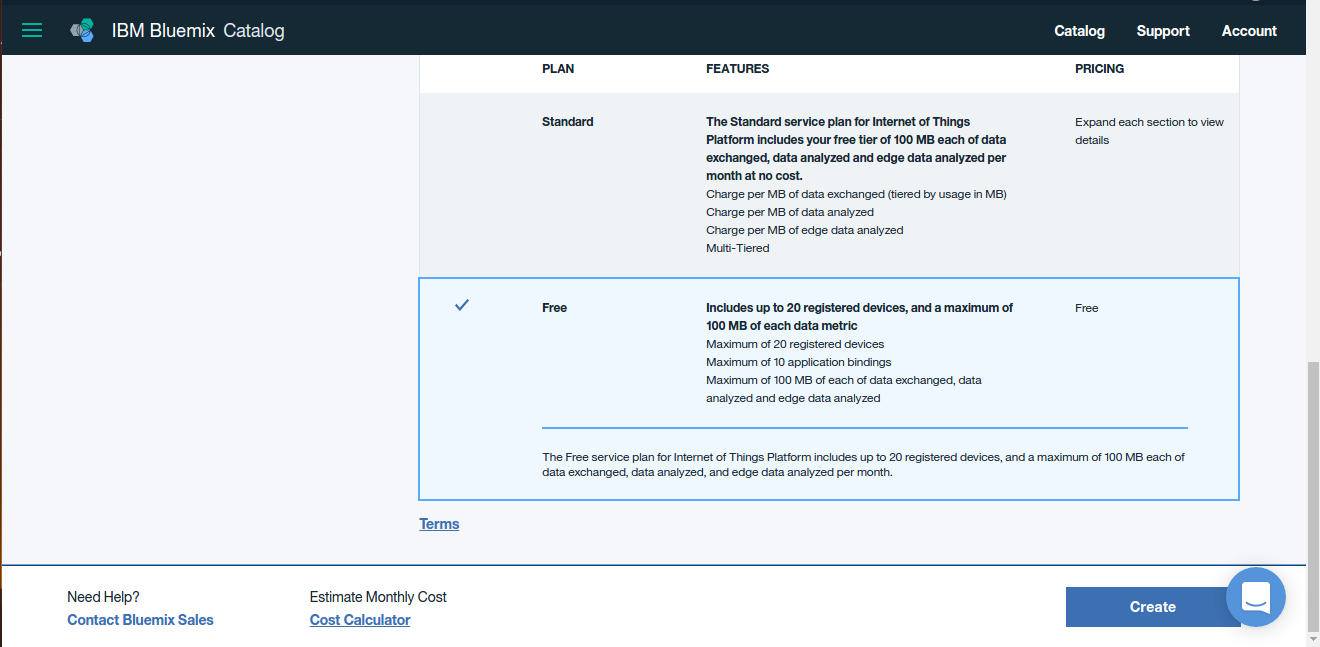 IBM Bluemix Catalog
Catalog Support Account
PLAN FEATURES PRICING
Standard
The Standard service plan for Internet of Things
Platform includes your free tier of 100 MB each of data
exchanged, data analyzed and edge data analyzed per
month at no cost.
Charge per MB of data exchanged (tiered by usage in MB)
Charge per MB of data analyzed
Charge per MB of edge data analyzed
Multi-Tiered
Expand each section to view
details
Free
Includes up to 20 registered devices, and a maximum of
100 MB of each data metric
Maximum of 20 registered devices
Maximum of 10 application bindings
Maximum of 100 MB of each of data exchanged, data
analyzed and edge data analyzed
Free
The Free service plan for Internet of Things Platform includes up to 20 registered devices, and a maximum of 100 MB each of
data exchanged, data analyzed, and edge data analyzed per month.
Terms
Need Help?
Contact Bluemix Sales
Estimate Monthly Cost
Cost Calculator
Create